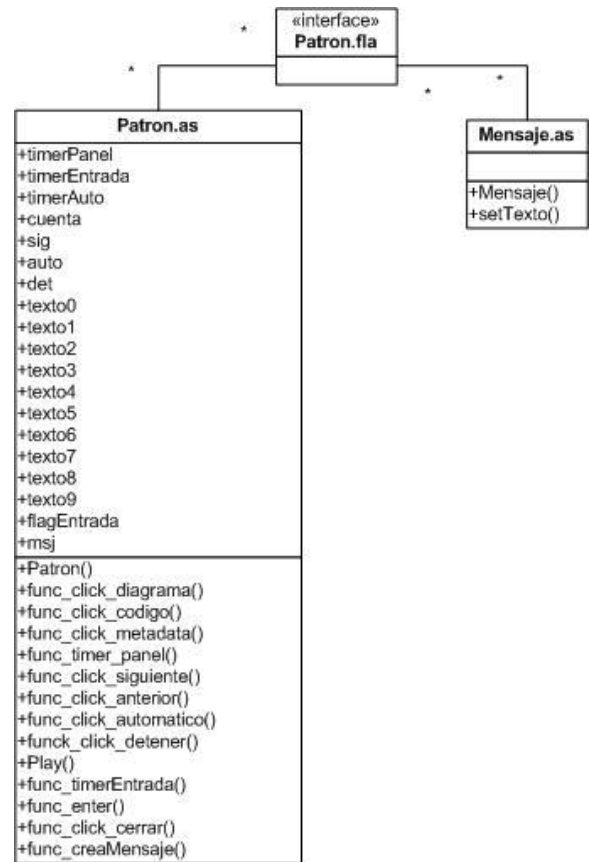 «interface»
Patron.fla
*
*
*
*
Patron.as
+timerPanel
+timerEntrada
+timerAuto
+cuenta
+sig
+auto
+det
+texto0
+texto1
+texto2
+texto3
+texto4
+texto5
+texto6
+texto7
+texto8
+texto9
+flagEntrada
+msj
+Patron()
+func_click_diagrama()
+func_click_codigo()
+func_click_metadata()
+func_timer_panel()
+func_click_siguiente()
+func_click_anterior()
+func_click_automatico()
+funck_click_detener()
+Play()
+func_timerEntrada()
+func_enter()
+func_click_cerrar()
+func_creaMensaje()
Mensaje.as
+Mensaje()
+setTexto()